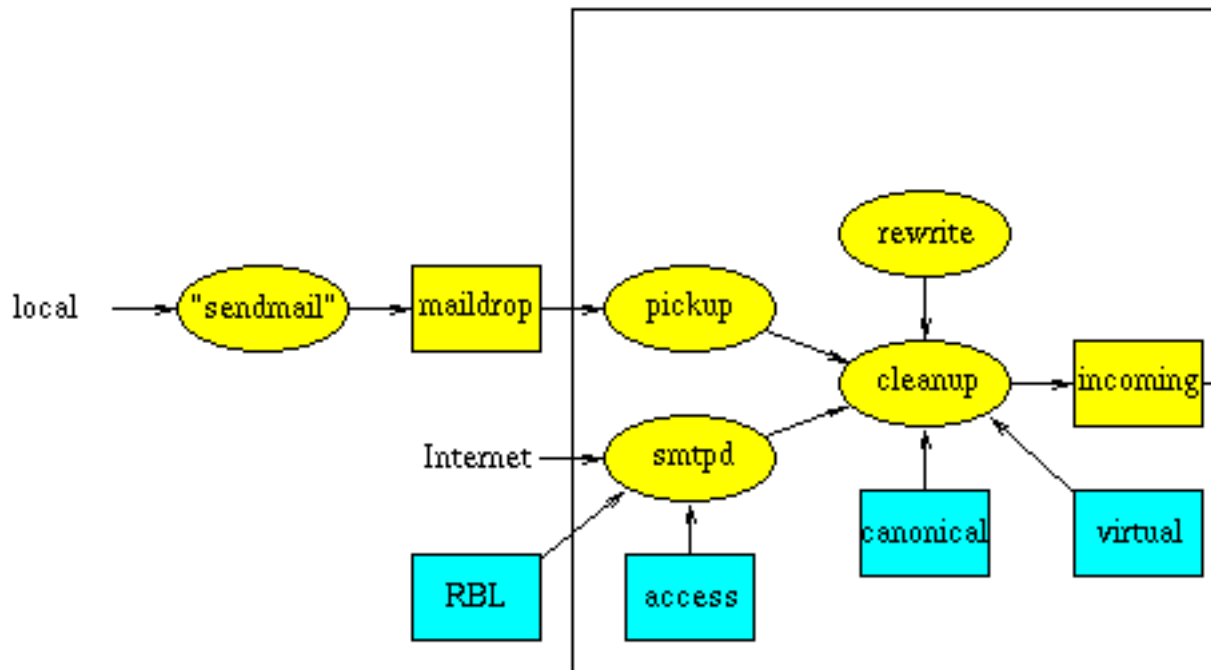 rewrite
local
"sendmail"
maildrop
pickup
cleanup
incoming
Internet
smtpd
canonical
virtual
RBL
access